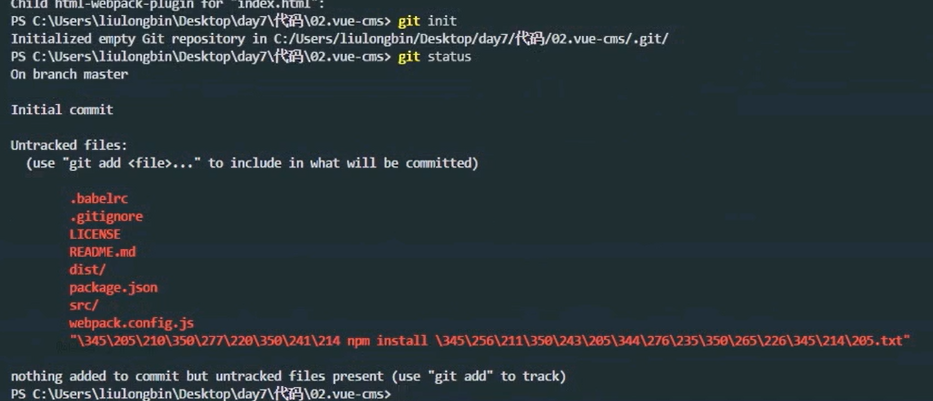 Child html-webpack-plugin for "index.html":
PS C:\Users\liulongbin\Desktop\day7\代码\02.vue-cms> git init
Initialized empty Git repository in C:/Users/liulongbin/Desktop/day7/代码/02.vue-cms/.git/
PS C:\Users\liulongbin\Desktop\day7\代码\02.vue-cms> git status
On branch master
Initial commit
Untracked files:
(use "git add <file>..." to include in what will be committed)
.babelrc
.gitignore
LICENSE
README.md
dist/
package.json
src/
webpack.config.js
"\345\205\210\350\277\220\350\241\214 npm install \345\256\211\350\243\205\344\276\235\350\265\226\345\214\205.txt"
nothing added to commit but untracked files present (use "git add" to track)
PS C:\Users\liulongbin\Desktop\day7\代码\02.vue-cms>